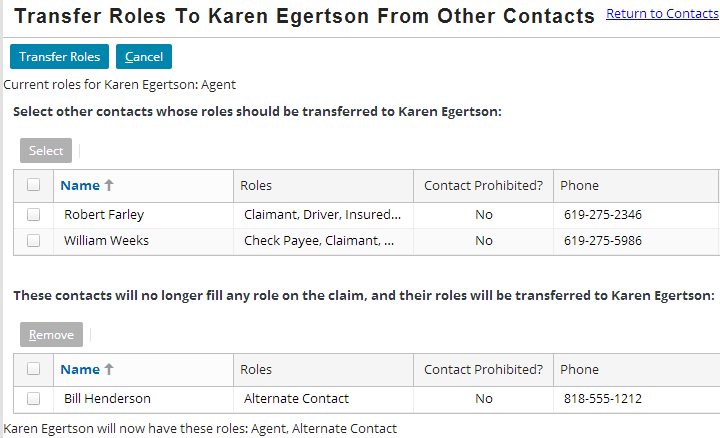 Transfer Roles To Karen Egertson From Other Contacts Return to Contacts
Transfer Roles Cancel
Current roles for Karen Egertson: Agent
Select other contacts whose roles should be transferred to Karen Egertson:
Select
Name ↑ Roles Contact Prohibited? Phone
Robert Farley Claimant, Driver, Insured... No 619-275-2346
William Weeks Check Payee, Claimant, ... No 619-275-5986
These contacts will no longer fill any role on the claim, and their roles will be transferred to Karen Egertson:
Remove
Name ↑ Roles Contact Prohibited? Phone
Bill Henderson Alternate Contact No 818-555-1212
Karen Egertson will now have these roles: Agent, Alternate Contact